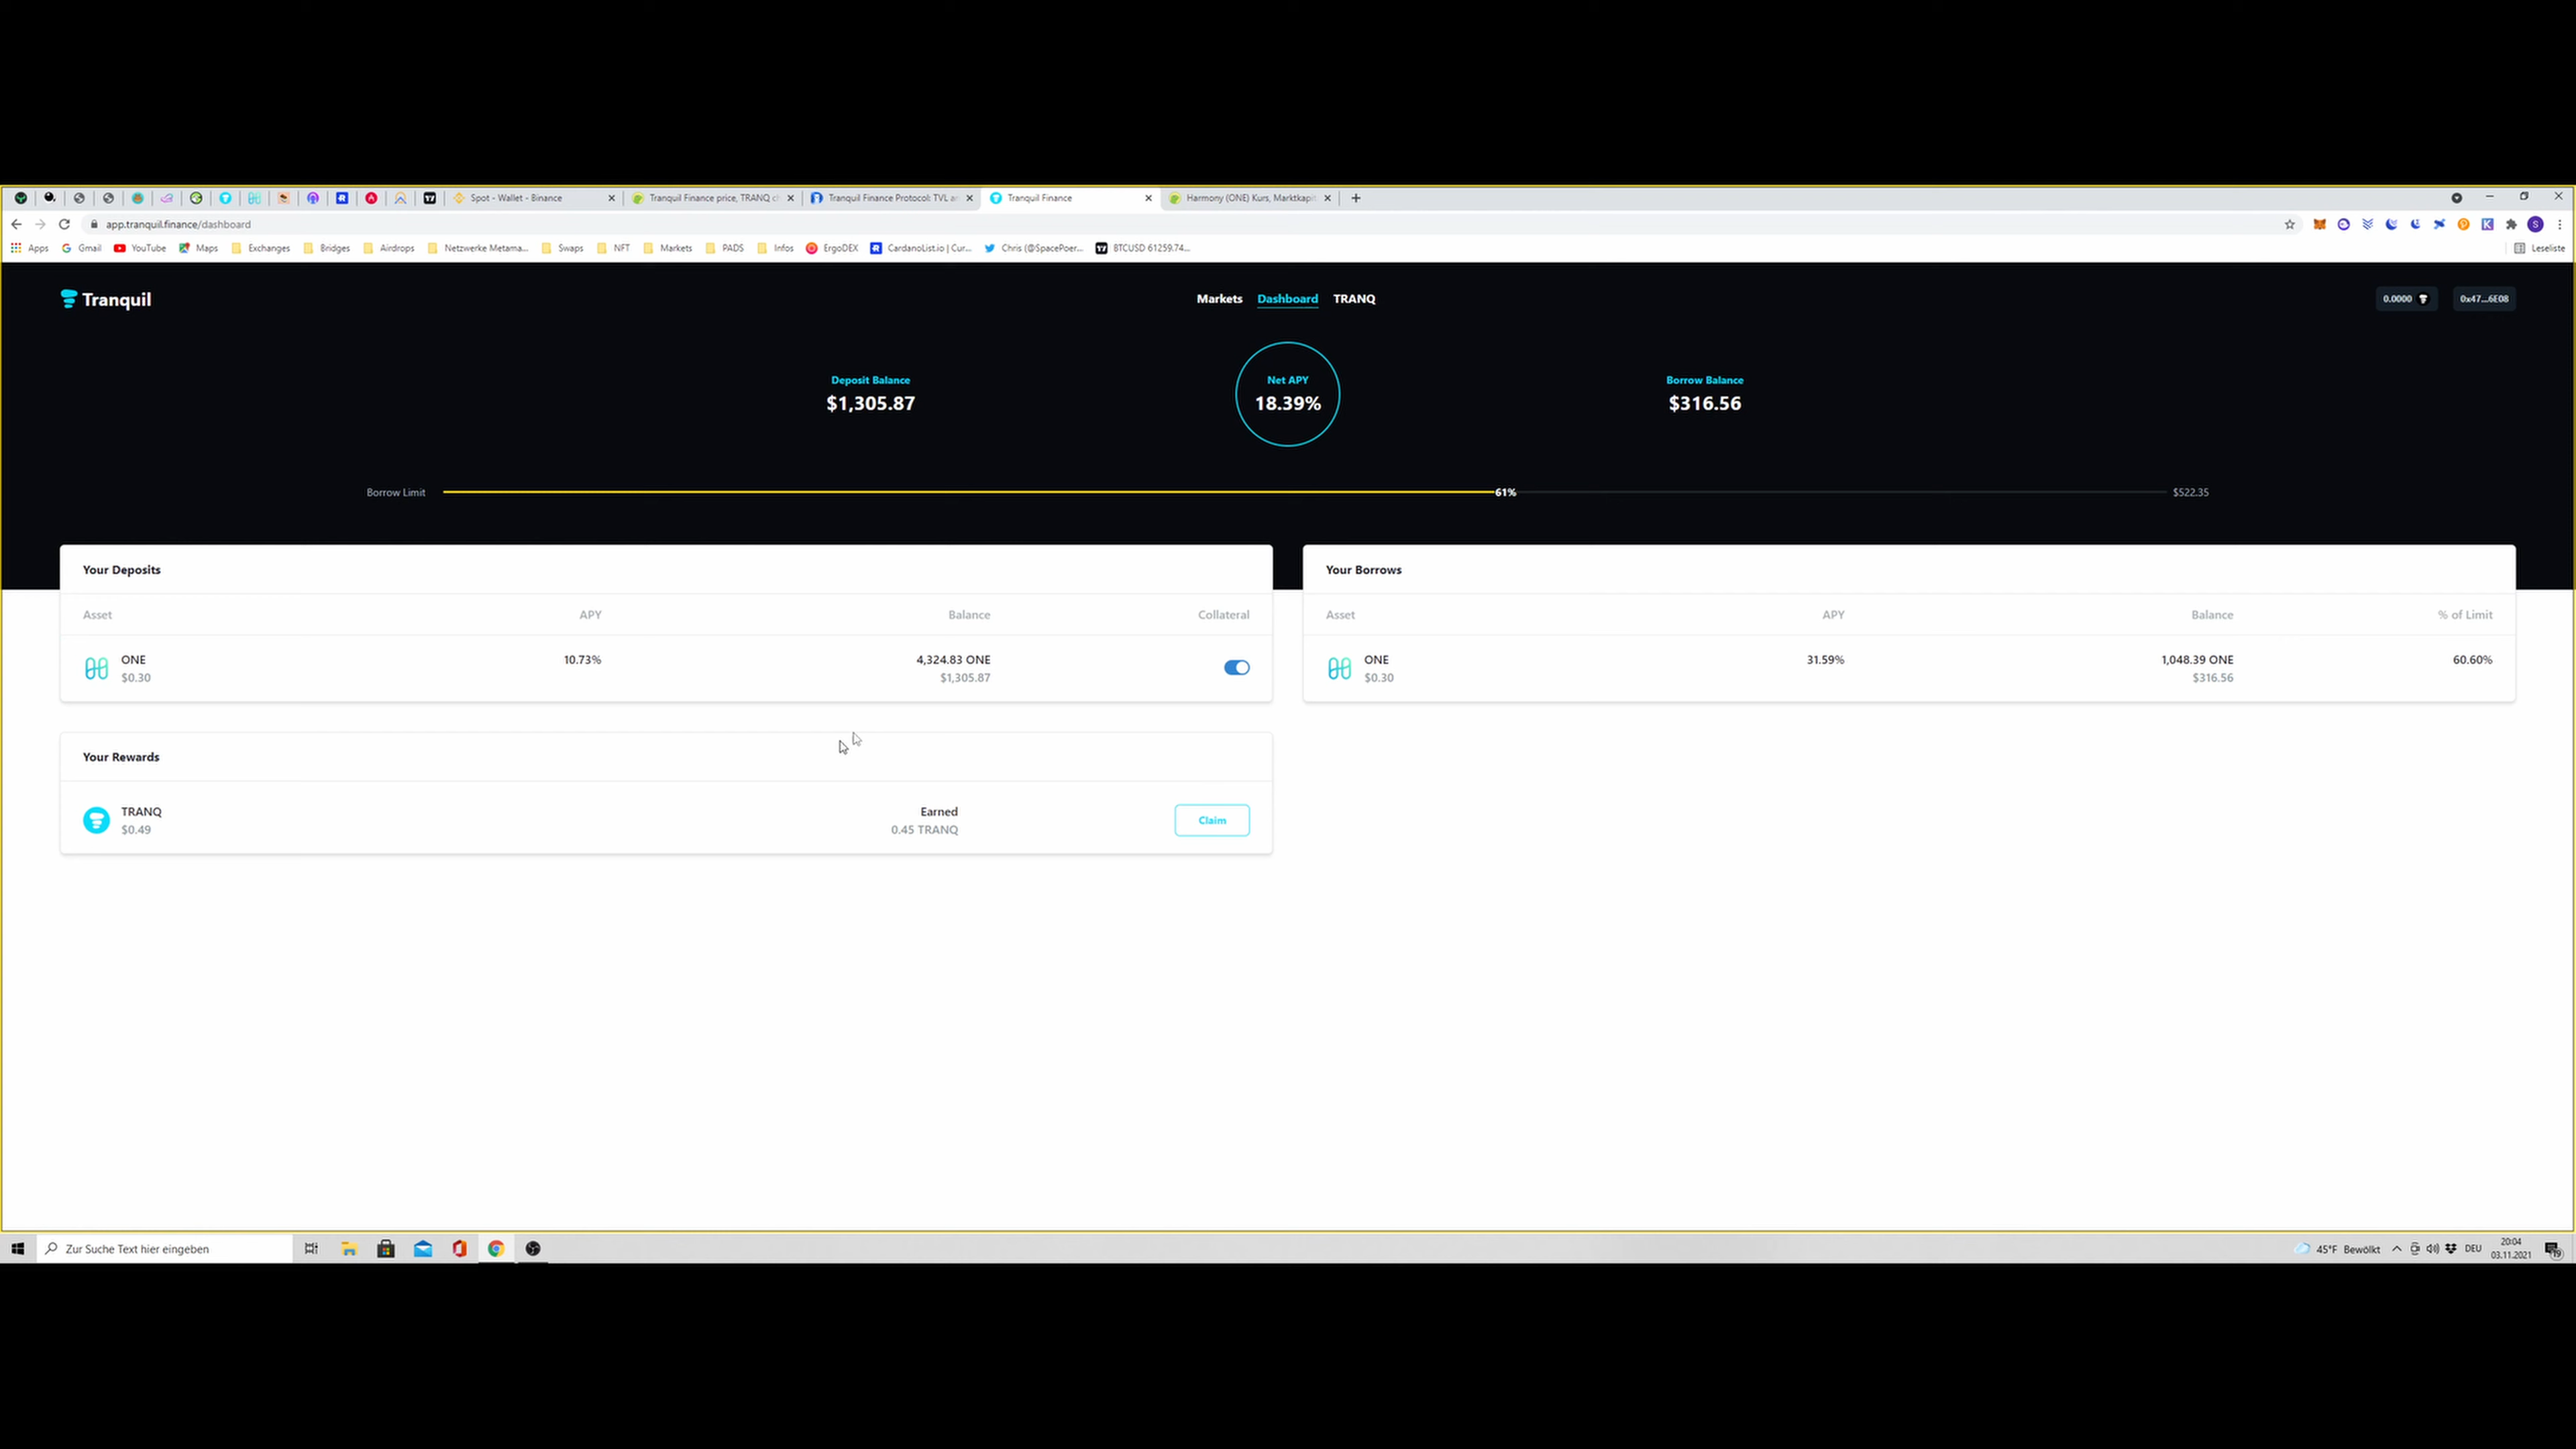 Spot - Wallet - Binance
Tranquil Finance price, TRANQ ch
Tranquil Finance Protocol: TVL an
Tranquil Finance
Harmony (ONE) Kurs, Marktkapit
app.tranquil.finance/dashboard
Apps
Gmail
YouTube
Maps
Exchanges
Bridges
Airdrops
Netzwerke Metama...
Swaps
NFT
Markets
PADS
Infos
ErgoDEX
CardanoList.io | Cur...
Chris (@SpacePoer...
BTCUSD 61259.74...
Leseliste
Tranquil
Markets
Dashboard
TRANQ
0.0000
0x47...6E08
Deposit Balance
$1,305.87
Net APY
18.39%
Borrow Balance
$316.56
Borrow Limit
61%
$522.35
Your Deposits
Asset APY Balance Collateral
ONE 10.73% 4,324.83 ONE
$0.30 $1,305.87
Your Borrows
Asset APY Balance % of Limit
ONE 31.59% 1,048.39 ONE 60.60%
$0.30 $316.56
Your Rewards
TRANQ Earned
$0.49 0.45 TRANQ
Claim
Zur Suche Text hier eingeben
45°F Bewölkt
DEU
20:04
03.11.2021
19